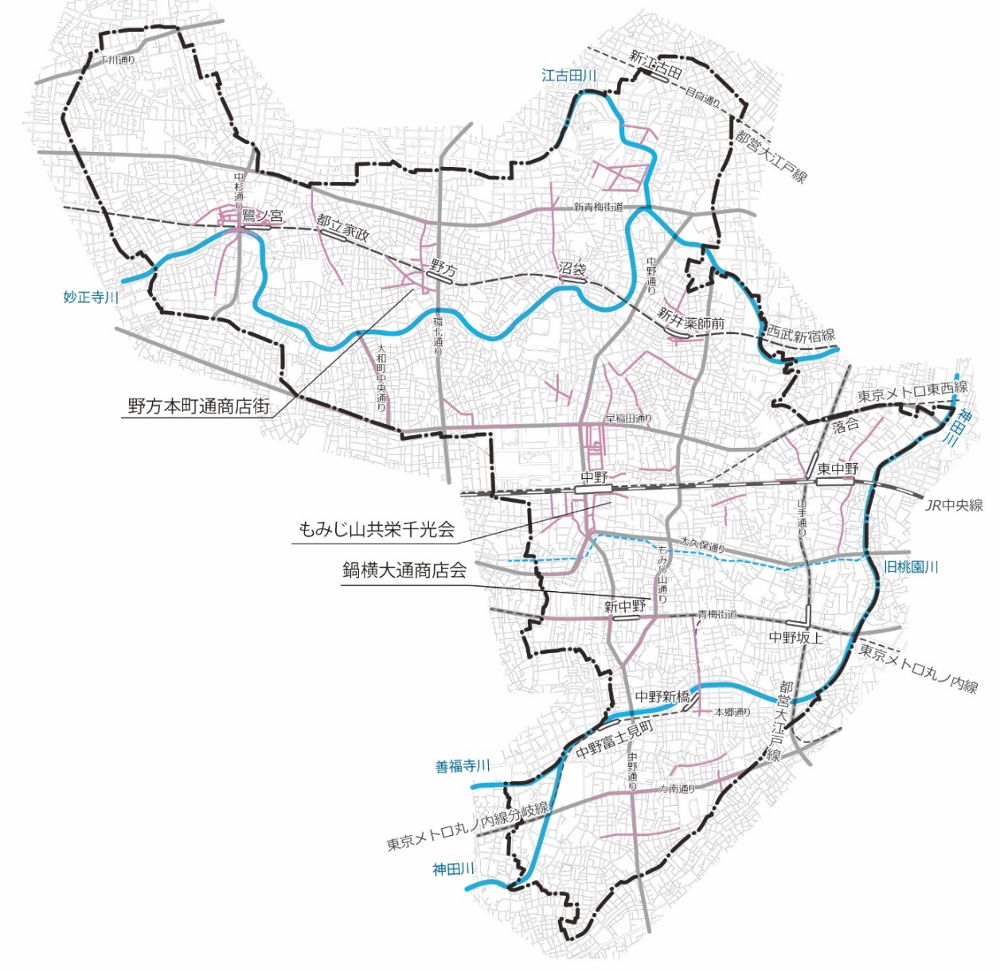 新江古田
千川通り
江古田川
目白通り
都営大江戸線
中杉通り
新青梅街道
鷺ノ宮
都立家政
野方
沼袋
中野通り
妙正寺川
新井薬師前
環七通り
西武新宿線
大和町中央通り
東京メトロ東西線
野方本町通商店街
早稲田通り
落合
神田川
中野
東中野
JR中央線
山手通り
もみじ山共栄千光会
大久保通り
もみじ山通り
鍋横大通商店会
旧桃園川
新中野
青梅街道
中野坂上
東京メトロ丸ノ内線
都営大江戸線
中野新橋
本郷通り
中野富士見町
善福寺川
中野通り
方南通り
東京メトロ丸ノ内線分岐線
神田川